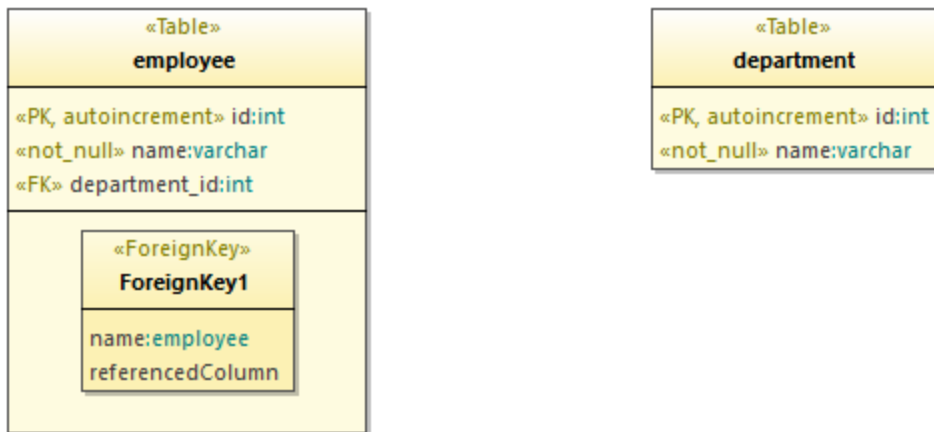 «Table»
employee
«PK, autoincrement» id:int
«not_null» name:varchar
«FK» department_id:int
«ForeignKey»
ForeignKey1
name:employee
referencedColumn
«Table»
department
«PK, autoincrement» id:int
«not_null» name:varchar